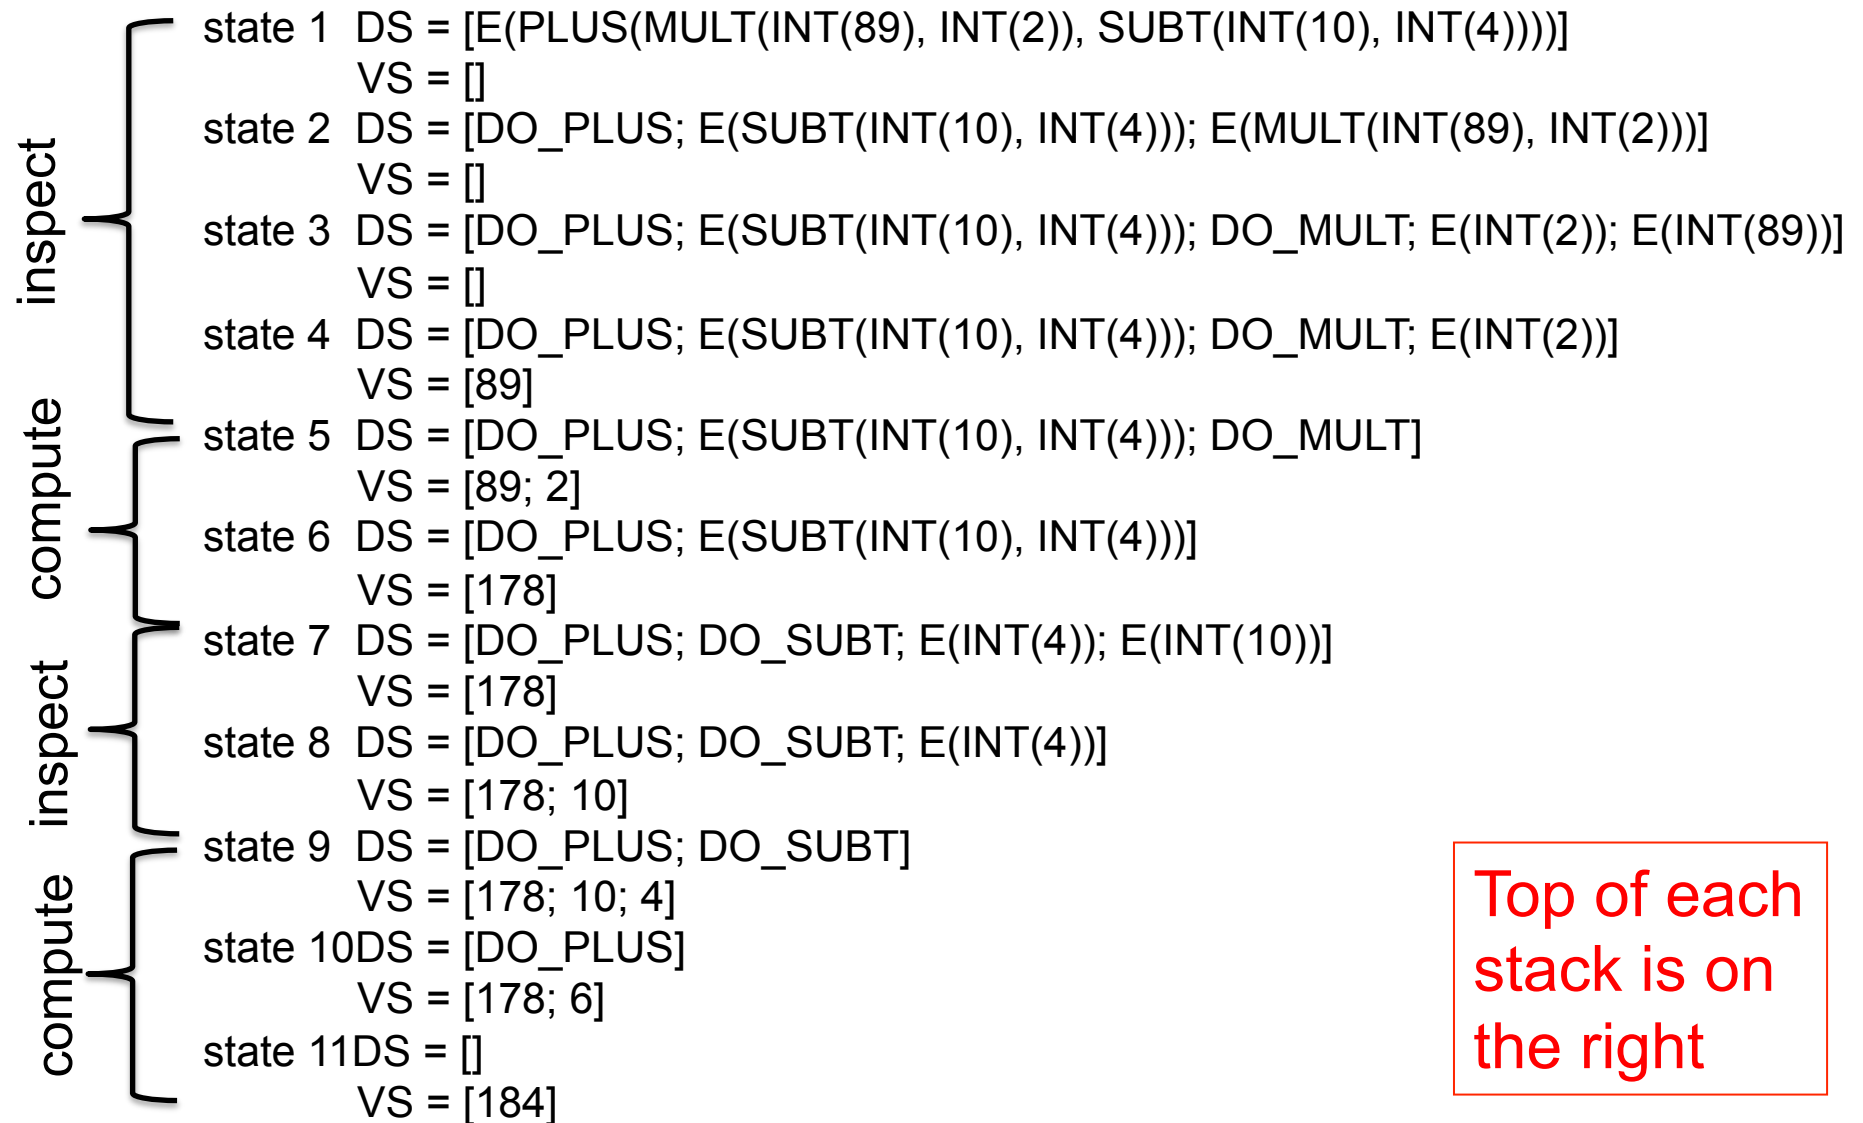 state 1 DS = [E(PLUS(MULT(INT(89), INT(2)), SUBT(INT(10), INT(4))))]
VS = []
state 2 DS = [DO_PLUS; E(SUBT(INT(10), INT(4))); E(MULT(INT(89), INT(2)))]
VS = []
state 3 DS = [DO_PLUS; E(SUBT(INT(10), INT(4))); DO_MULT; E(INT(2)); E(INT(89))]
VS = []
state 4 DS = [DO_PLUS; E(SUBT(INT(10), INT(4))); DO_MULT; E(INT(2))]
VS = [89]
state 5 DS = [DO_PLUS; E(SUBT(INT(10), INT(4))); DO_MULT]
VS = [89; 2]
state 6 DS = [DO_PLUS; E(SUBT(INT(10), INT(4)))]
VS = [178]
state 7 DS = [DO_PLUS; DO_SUBT; E(INT(4)); E(INT(10))]
VS = [178]
state 8 DS = [DO_PLUS; DO_SUBT; E(INT(4))]
VS = [178; 10]
state 9 DS = [DO_PLUS; DO_SUBT]
VS = [178; 10; 4]
state 10DS = [DO_PLUS]
VS = [178; 6]
state 11DS = []
VS = [184]
inspect
compute
inspect
compute
Top of each
stack is on
the right